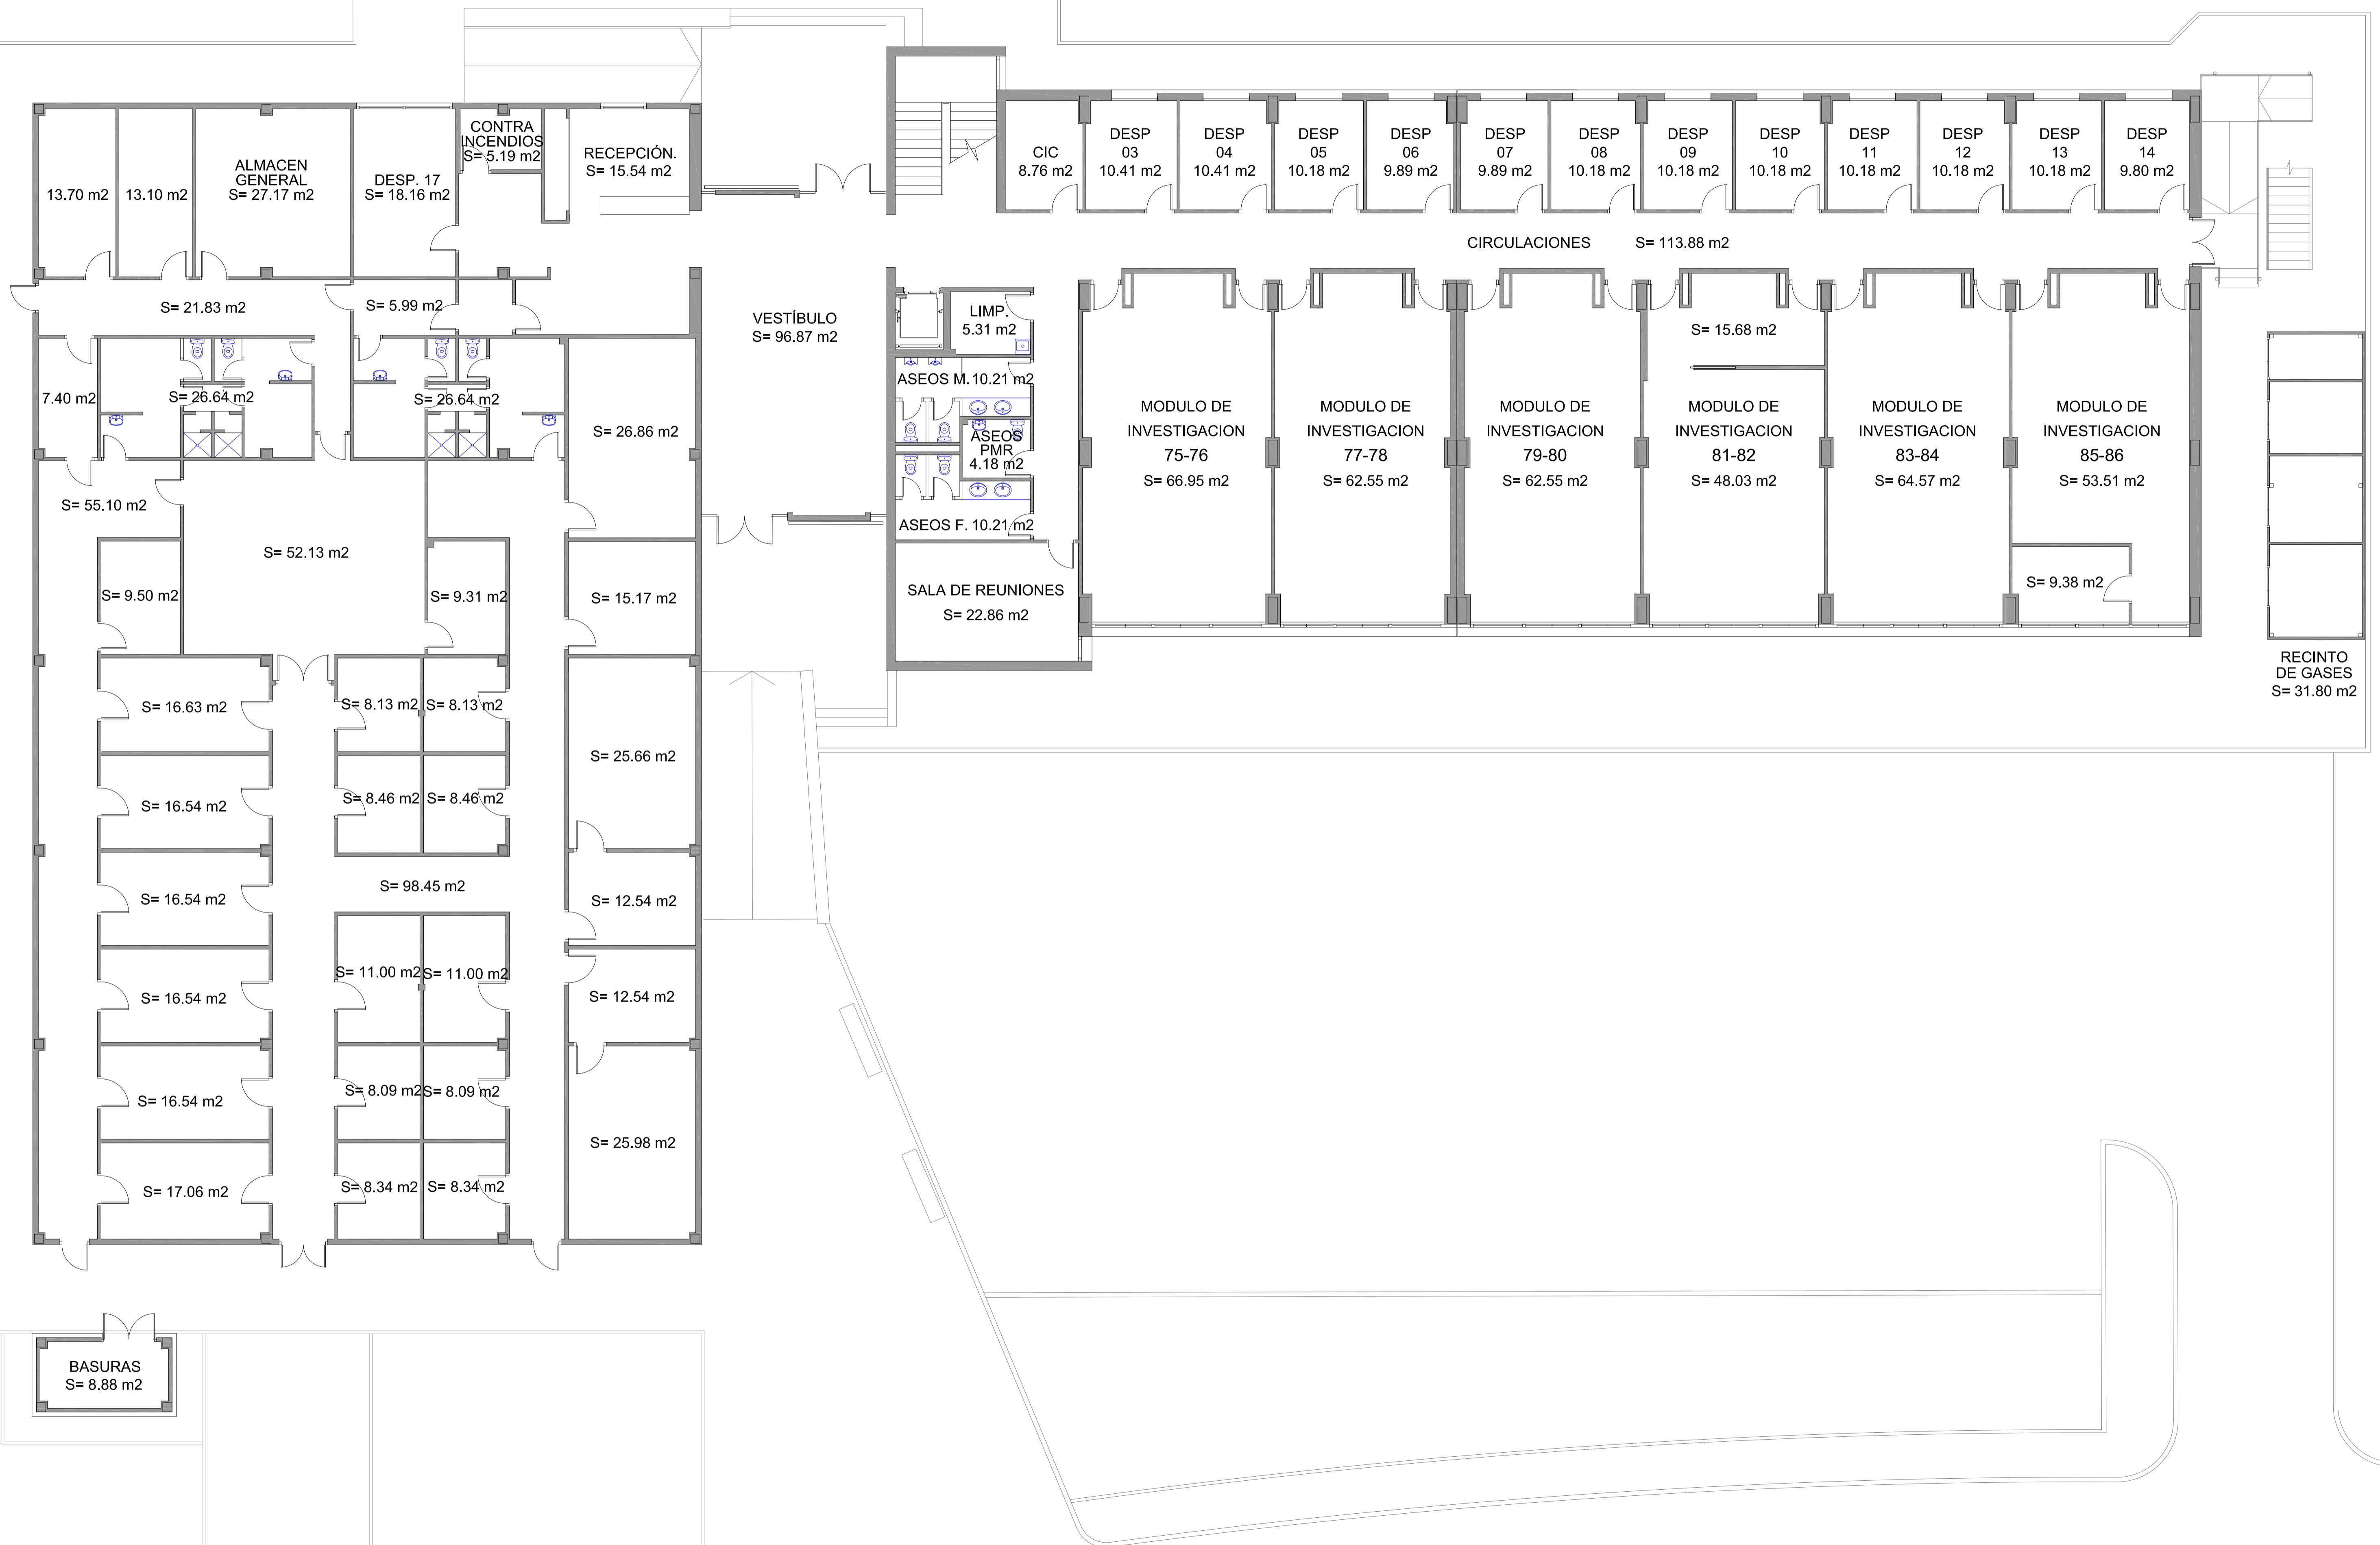 13.70 m2
13.10 m2
ALMACEN
GENERAL
S= 27.17 m2
DESP. 17
S= 18.16 m2
CONTRA
INCENDIOS
S= 5.19 m2
RECEPCIÓN.
S= 15.54 m2
CIC
8.76 m2
DESP
03
10.41 m2
DESP
04
10.41 m2
DESP
05
10.18 m2
DESP
06
9.89 m2
DESP
07
9.89 m2
DESP
08
10.18 m2
DESP
09
10.18 m2
DESP
10
10.18 m2
DESP
11
10.18 m2
DESP
12
10.18 m2
DESP
13
10.18 m2
DESP
14
9.80 m2
CIRCULACIONES S= 113.88 m2
S= 21.83 m2
S= 5.99 m2
VESTÍBULO
S= 96.87 m2
LIMP.
5.31 m2
S= 15.68 m2
7.40 m2
S= 26.64 m2
S= 26.64 m2
S= 26.86 m2
ASEOS M. 10.21 m2
ASEOS
PMR
4.18 m2
ASEOS F. 10.21 m2
MODULO DE
INVESTIGACION
75-76
S= 66.95 m2
MODULO DE
INVESTIGACION
77-78
S= 62.55 m2
MODULO DE
INVESTIGACION
79-80
S= 62.55 m2
MODULO DE
INVESTIGACION
81-82
S= 48.03 m2
MODULO DE
INVESTIGACION
83-84
S= 64.57 m2
MODULO DE
INVESTIGACION
85-86
S= 53.51 m2
S= 55.10 m2
S= 52.13 m2
S= 9.50 m2
S= 9.31 m2
S= 15.17 m2
SALA DE REUNIONES
S= 22.86 m2
S= 9.38 m2
RECINTO
DE GASES
S= 31.80 m2
S= 16.63 m2
S= 8.13 m2
S= 8.13 m2
S= 25.66 m2
S= 16.54 m2
S= 8.46 m2
S= 8.46 m2
S= 16.54 m2
S= 98.45 m2
S= 12.54 m2
S= 16.54 m2
S= 11.00 m2
S= 11.00 m2
S= 12.54 m2
S= 16.54 m2
S= 8.09 m2
S= 8.09 m2
S= 25.98 m2
S= 17.06 m2
S= 8.34 m2
S= 8.34 m2
BASURAS
S= 8.88 m2